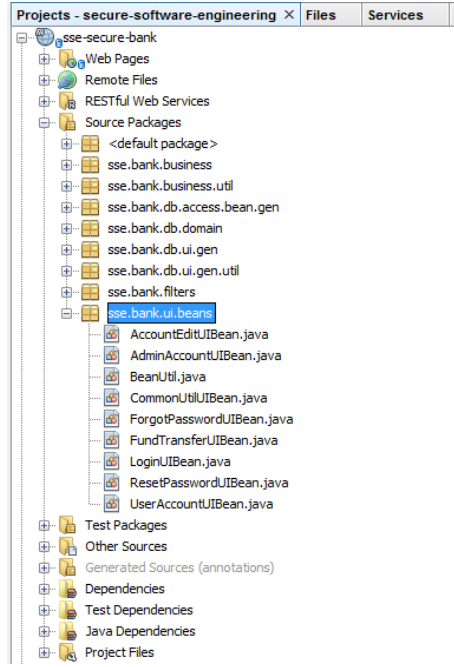 Projects - secure-software-engineering × Files Services
sse-secure-bank
Web Pages
Remote Files
RESTful Web Services
Source Packages
<default package>
sse.bank.business
sse.bank.business.util
sse.bank.db.access.bean.gen
sse.bank.db.domain
sse.bank.db.ui.gen
sse.bank.db.ui.gen.util
sse.bank.filters
sse.bank.ui.beans
AccountEditUIBean.java
AdminAccountUIBean.java
BeanUtil.java
CommonUtilUIBean.java
ForgotPasswordUIBean.java
FundTransferUIBean.java
LoginUIBean.java
ResetPasswordUIBean.java
UserAccountUIBean.java
Test Packages
Other Sources
Generated Sources (annotations)
Dependencies
Test Dependencies
Java Dependencies
Project Files